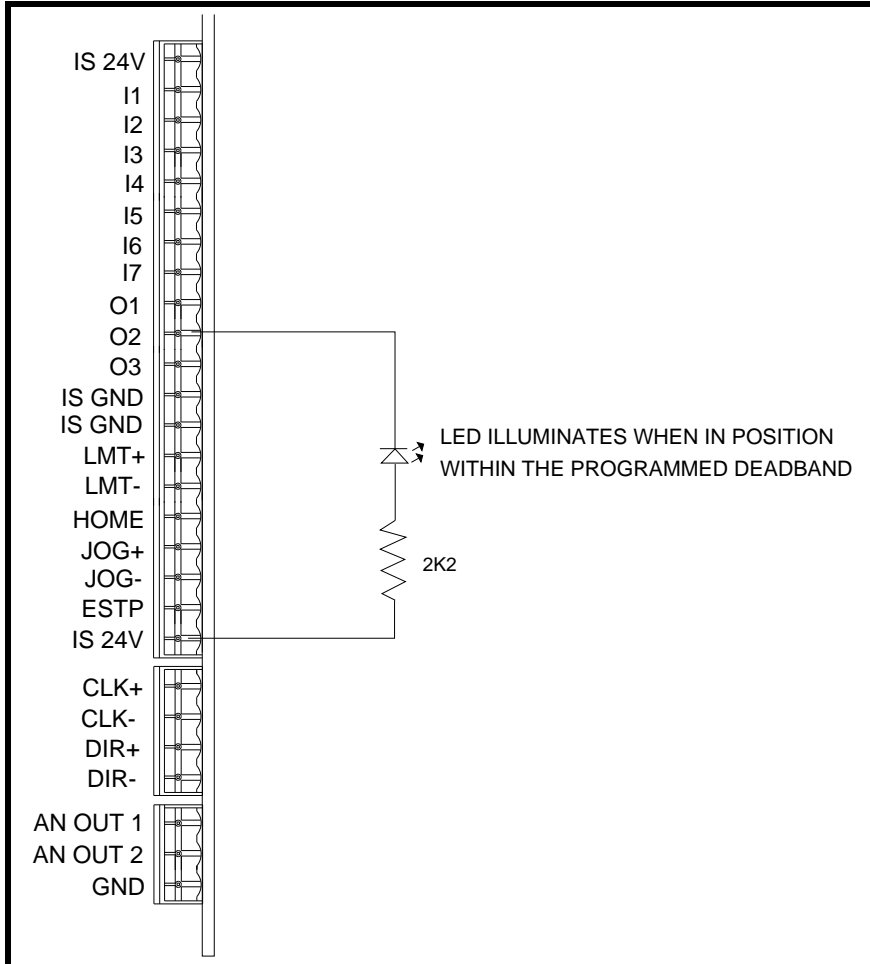 IS 24V
I1
I2
I3
I4
I5
I6
I7
O1
O2
O3
IS GND
IS GND
LMT+
LMT-
HOME
JOG+
JOG-
ESTP
IS 24V
CLK+
CLK-
DIR+
DIR-
AN OUT 1
AN OUT 2
GND
LED ILLUMINATES WHEN IN POSITION
WITHIN THE PROGRAMMED DEADBAND
2K2